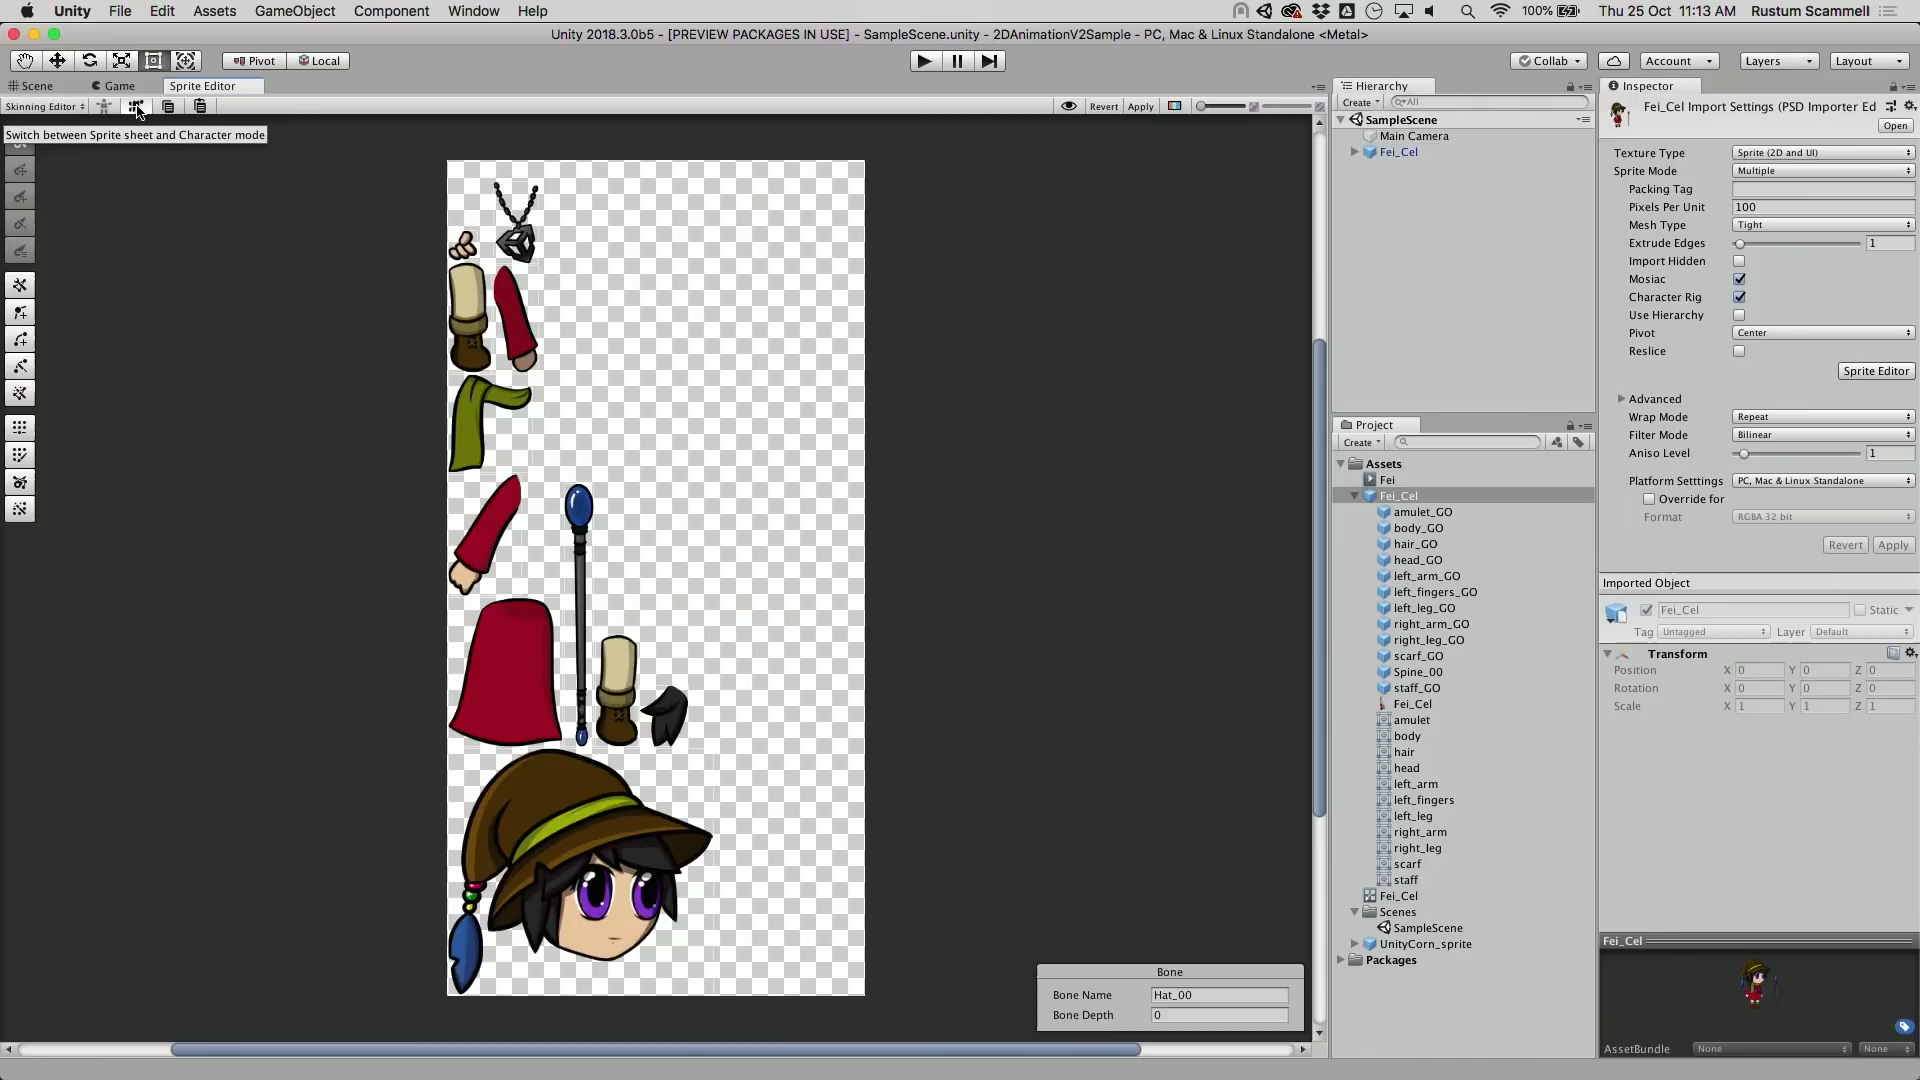 Unity File Edit Assets GameObject Component Window Help 100% Thu 25 Oct 11:13 AM Rustum Scammell
Unity 2018.3.0b5 - [PREVIEW PACKAGES IN USE] - SampleScene.unity - 2DAnimationV2Sample - PC, Mac & Linux Standalone <Metal>
Pivot Local Collab Account Layers Layout
Scene Game Sprite Editor
Skinning Editor Revert Apply
Switch between Sprite sheet and Character mode
Bone
Bone Name Hat_00
Bone Depth 0
Hierarchy
Create All
SampleScene
Main Camera
Fei_Cel
Project
Create
Assets
Fei
Fei_Cel
amulet_GO
body_GO
hair_GO
head_GO
left_arm_GO
left_fingers_GO
left_leg_GO
right_arm_GO
right_leg_GO
scarf_GO
Spine_00
staff_GO
Fei_Cel
amulet
body
hair
head
left_arm
left_fingers
left_leg
right_arm
right_leg
scarf
staff
Fei_Cel
Scenes
SampleScene
UnityCorn_sprite
Packages
Inspector
Fei_Cel Import Settings (PSD Importer Ed
Open
Texture Type Sprite (2D and UI)
Sprite Mode Multiple
Packing Tag
Pixels Per Unit 100
Mesh Type Tight
Extrude Edges 1
Import Hidden
Mosiac
Character Rig
Use Hierarchy
Pivot Center
Reslice
Sprite Editor
Advanced
Wrap Mode Repeat
Filter Mode Bilinear
Aniso Level 1
Platform Setttings PC, Mac & Linux Standalone
Override for
Format RGBA 32 bit
Revert Apply
Imported Object
Fei_Cel Static
Tag Untagged Layer Default
Transform
Position X 0 Y 0 Z 0
Rotation X 0 Y 0 Z 0
Scale X 1 Y 1 Z 1
Fei_Cel
AssetBundle None None